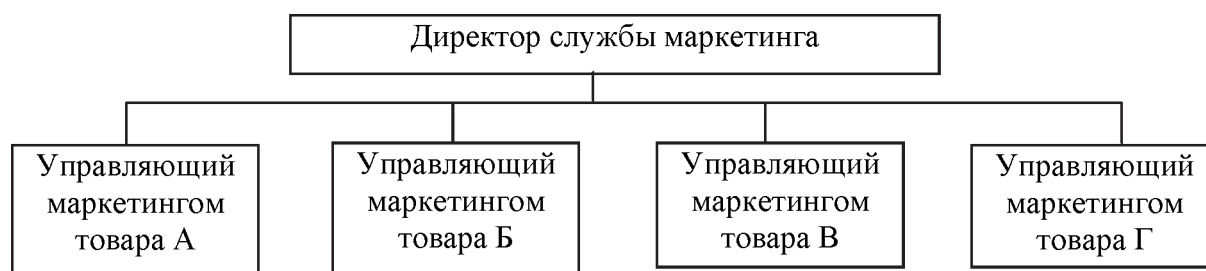 Директор службы маркетинга
Управляющий
маркетингом
товара А
Управляющий
маркетингом
товара Б
Управляющий
маркетингом
товара В
Управляющий
маркетингом
товара Г